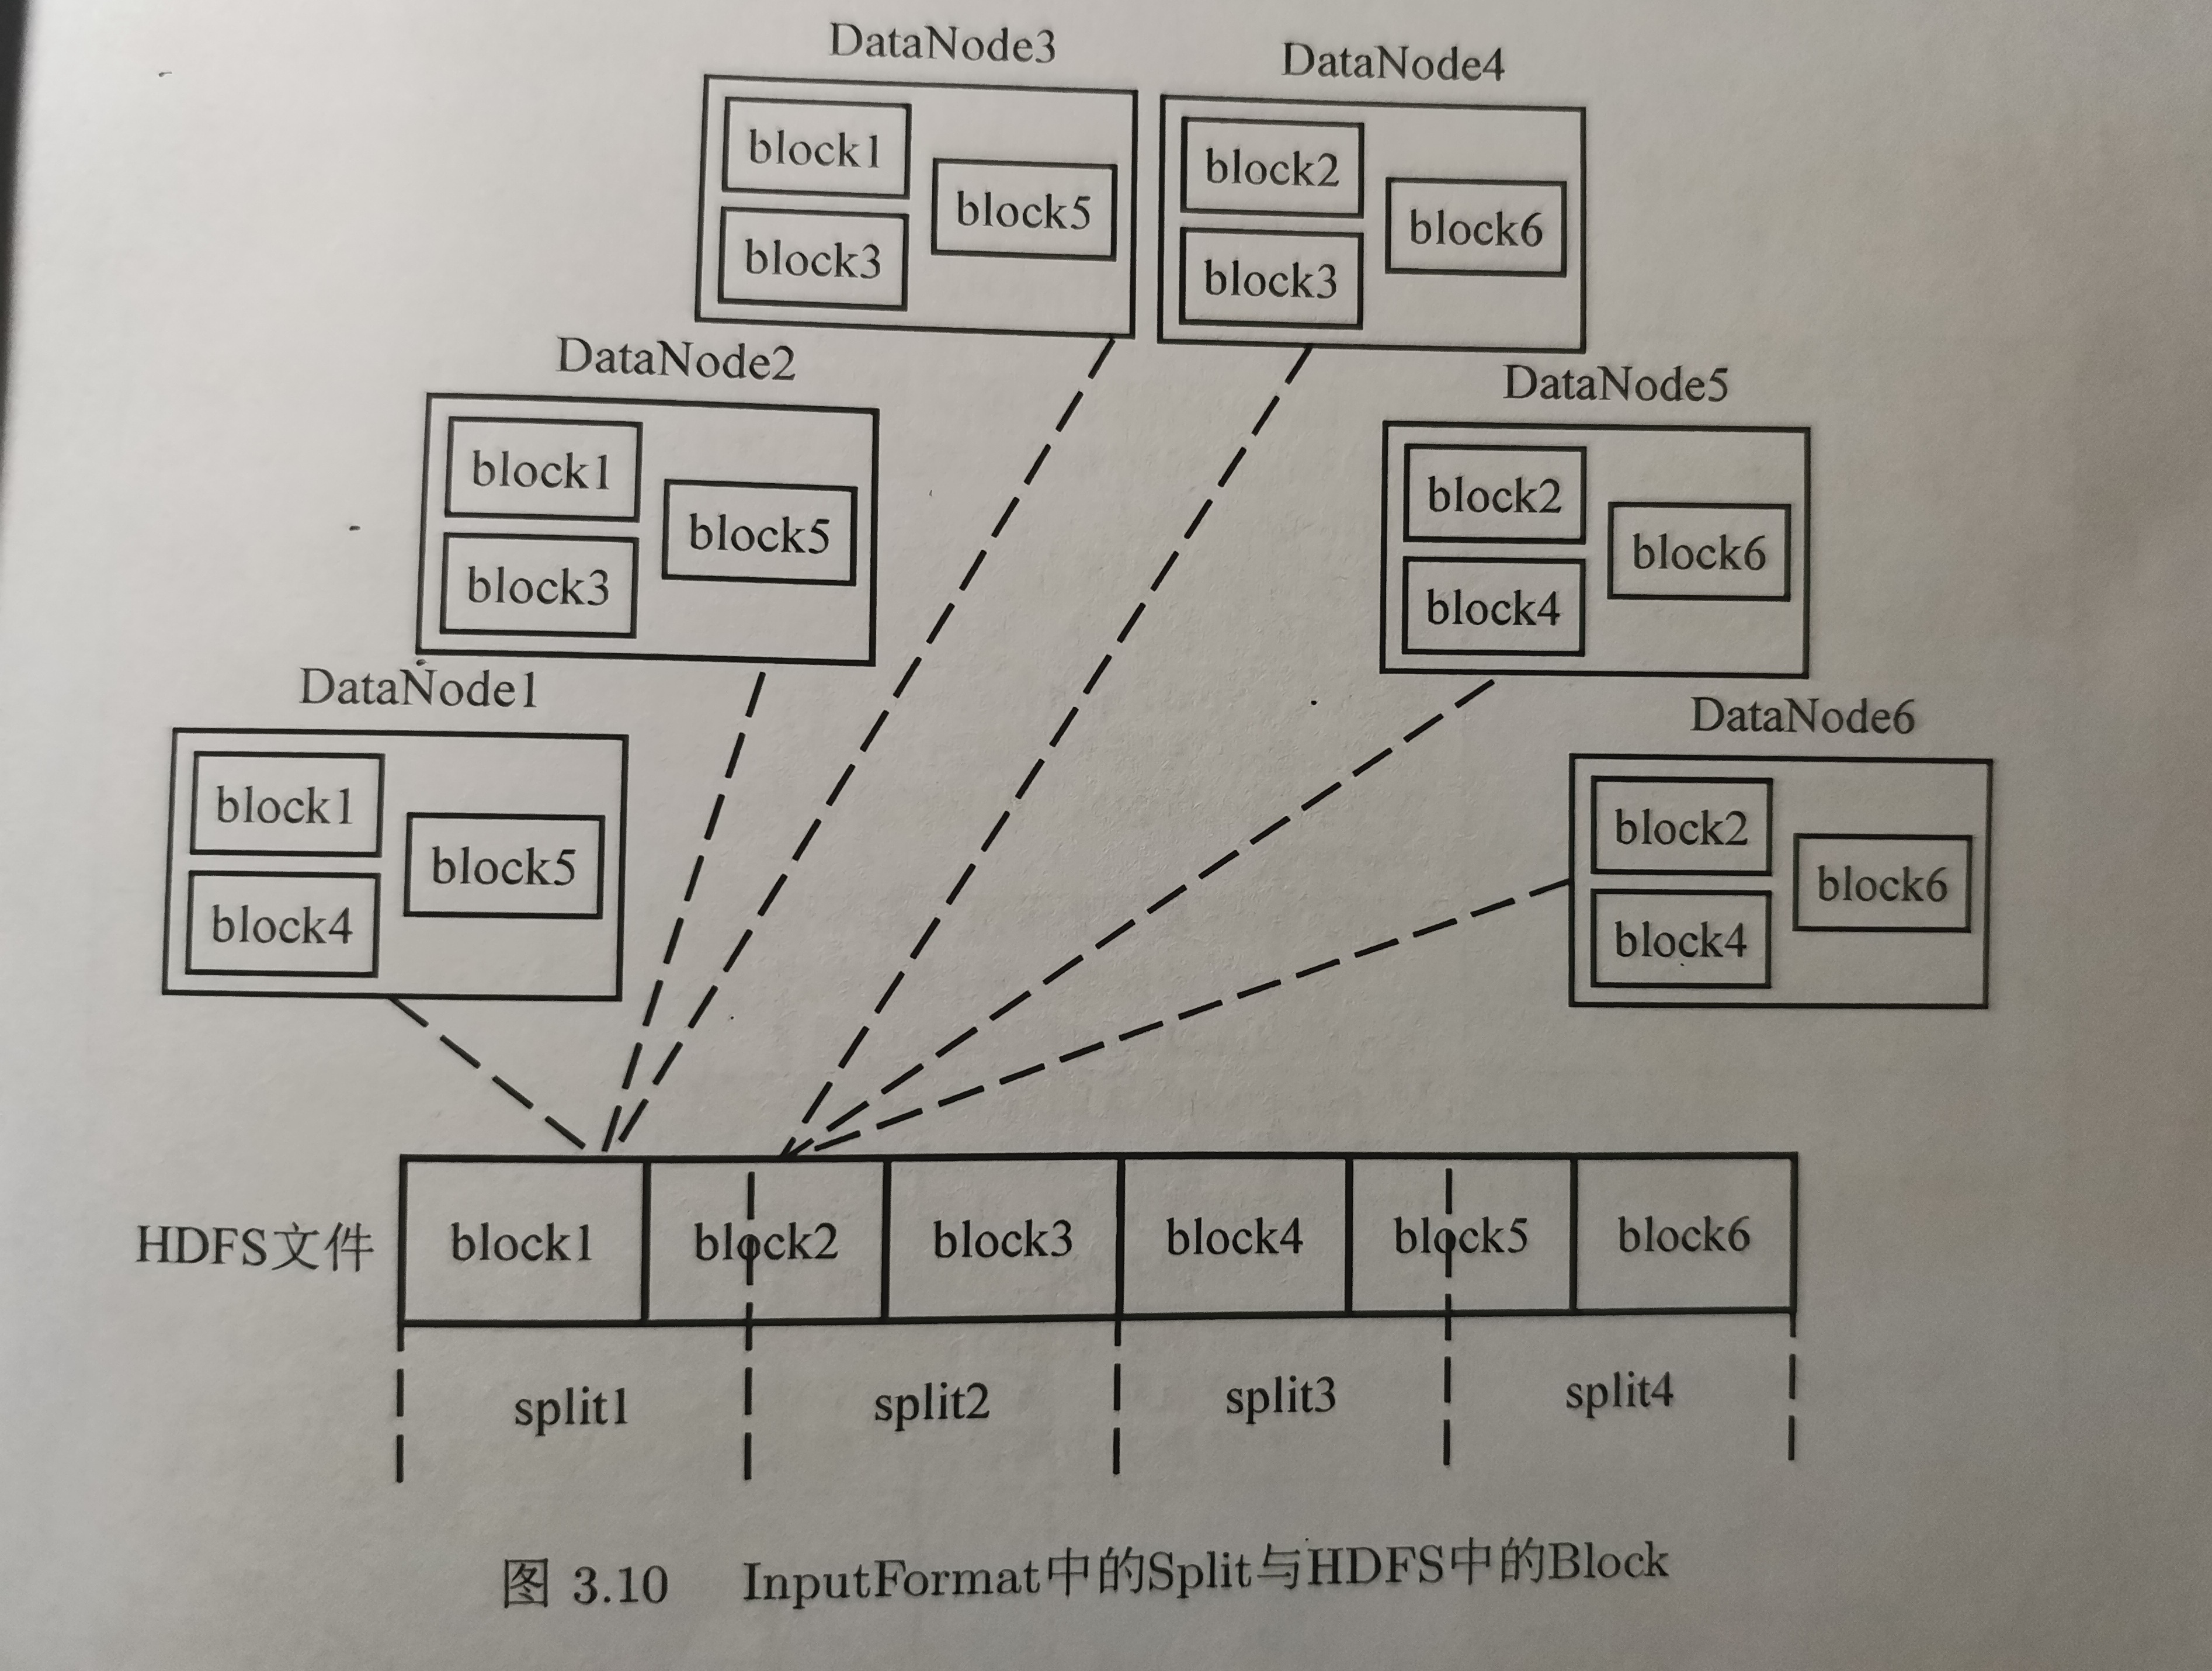 DataNode3
DataNode4
block1
block5
block3
block2
block6
block3
DataNode2
block1
block5
block3
DataNode5
block2
block6
block4
DataNode1
block1
block5
block4
DataNode6
block2
block6
block4
HDFS文件 block1 block2 block3 block4 block5 block6
split1 split2 split3 split4
图 3.10 InputFormat中的Split与HDFS中的Block